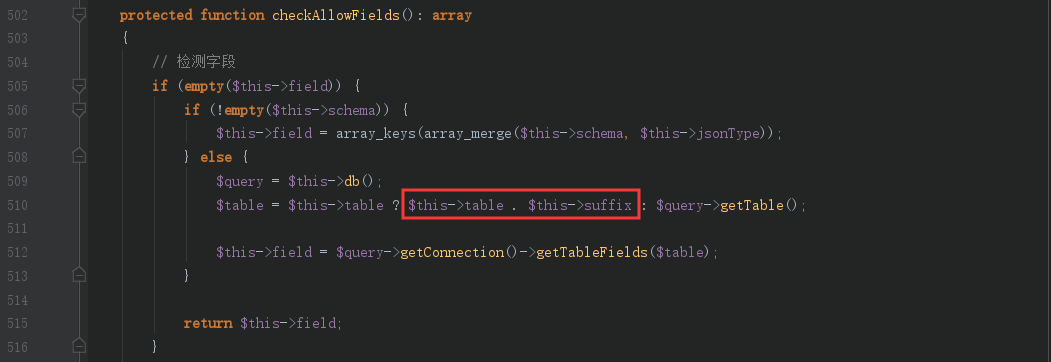 502 protected function checkAllowFields(): array
503 {
504 // 检测字段
505 if (empty($this->field)) {
506 if (!empty($this->schema)) {
507 $this->field = array_keys(array_merge($this->schema, $this->jsonType));
508 } else {
509 $query = $this->db();
510 $table = $this->table ? $this->table . $this->suffix : $query->getTable();
511
512 $this->field = $query->getConnection()->getTableFields($table);
513 }
514
515 return $this->field;
516 }